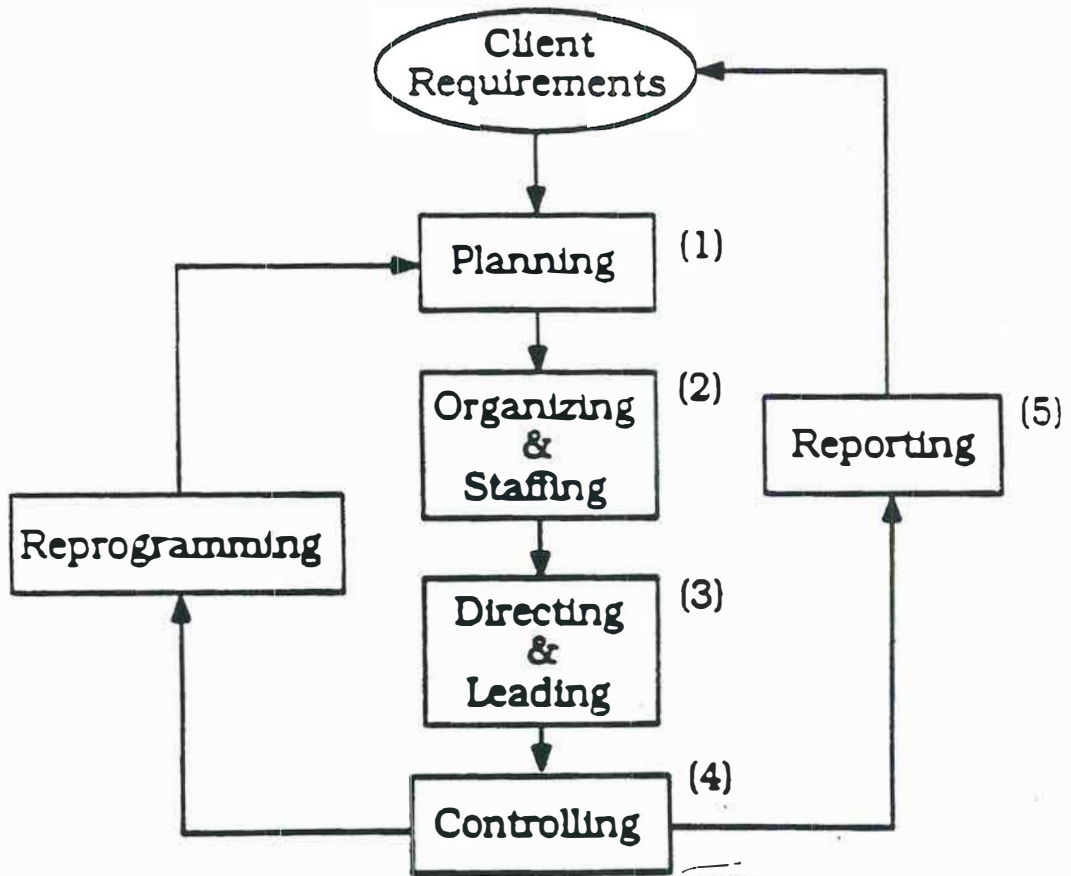 Client
Requirements
Planning
(1)
Organizing
&
Staffing
(2)
Reporting
(5)
Reprogramming
Directing
&
Leading
(3)
Controlling
(4)